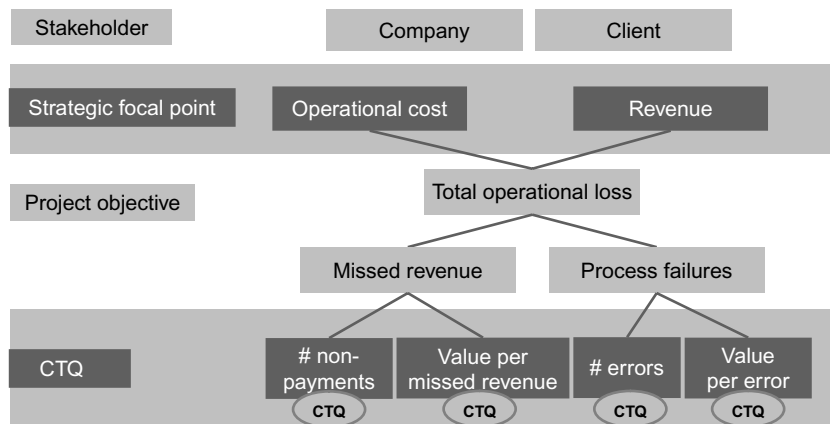 Stakeholder
Company
Client
Strategic focal point
Operational cost
Revenue
Total operational loss
Project objective
Missed revenue
Process failures
CTQ
# non-
payments
Value per
missed revenue
# errors
Value
per error
CTQ
CTQ
CTQ
CTQ